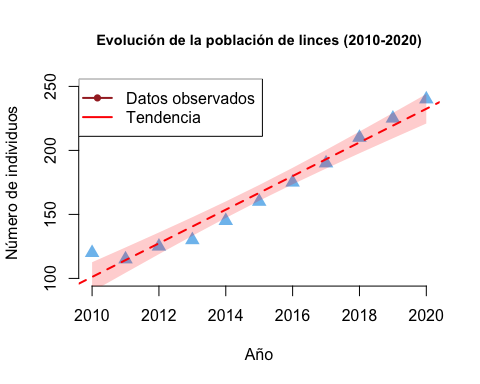 Evolución de la población de linces (2010-2020)
Datos observados
Tendencia
Número de individuos
250
200
150
100
2010 2012 2014 2016 2018 2020
Año